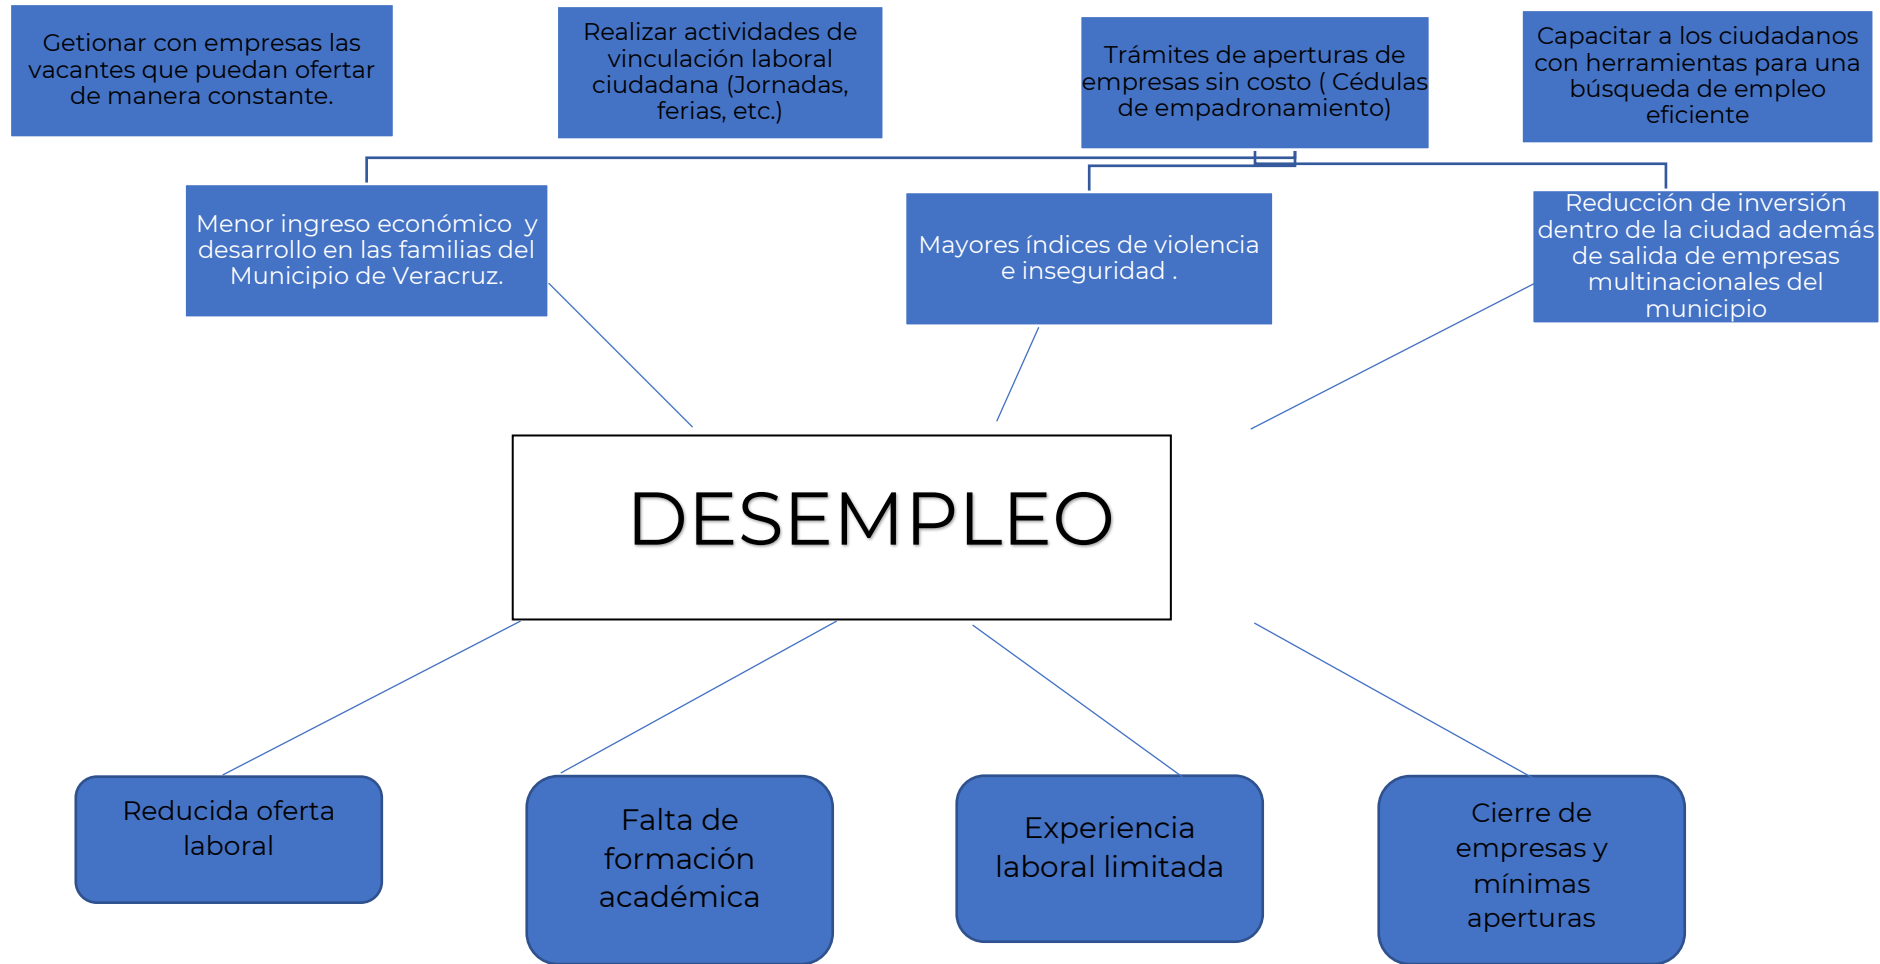 Getionar con empresas las
vacantes que puedan ofertar
de manera constante.
Realizar actividades de
vinculación laboral
ciudadana (Jornadas,
ferias, etc.)
Trámites de aperturas de
empresas sin costo ( Cédulas
de empadronamiento)
Capacitar a los ciudadanos
con herramientas para una
búsqueda de empleo
eficiente
Menor ingreso económico y
desarrollo en las familias del
Municipio de Veracruz.
Mayores índices de violencia
e inseguridad .
Reducción de inversión
dentro de la ciudad además
de salida de empresas
multinacionales del
municipio
DESEMPLEO
Reducida oferta
laboral
Falta de
formación
académica
Experiencia
laboral limitada
Cierre de
empresas y
mínimas
aperturas